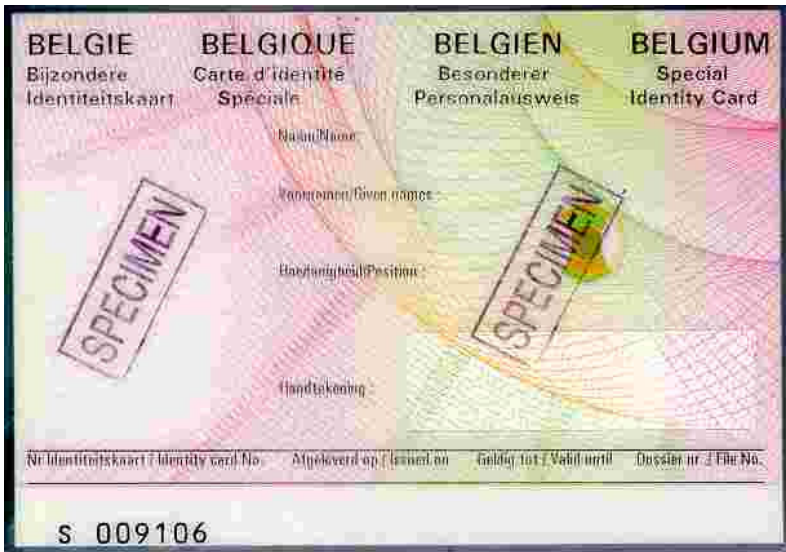 BELGIE BELGIQUE BELGIEN BELGIUM
Bijzondere Carte d'identité Besonderer Special
Identiteitskaart Spéciale Personalausweis Identity Card
Naam/Name
Voornamen/Given names :
Hoedanigheid/Position :
SPECIMEN
SPECIMEN
Handtekening :
Nr Identiteitskaart / Identity card No. Afgeleverd op / Issued on Geldig tot / Valid until Dossier nr / File No.
S 009106